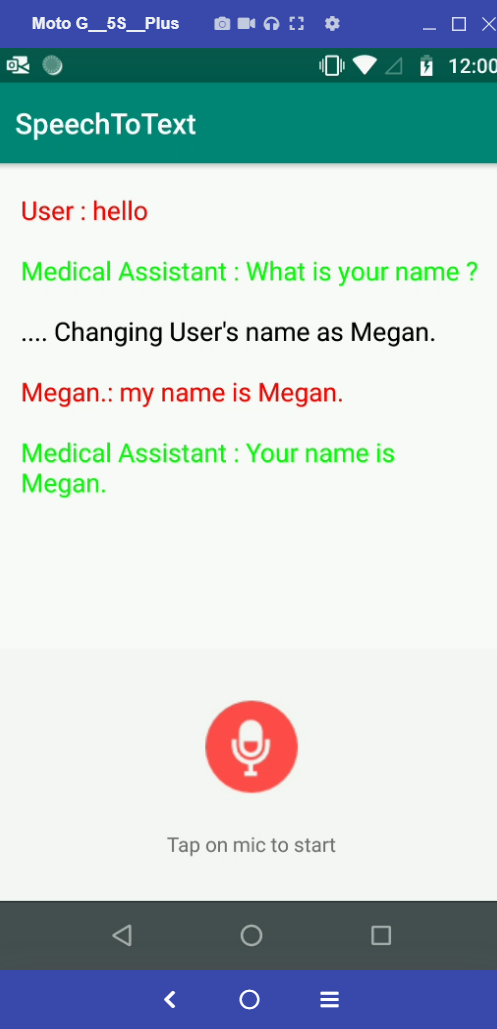 Moto G__5S__Plus
12:00
SpeechToText
User : hello
Medical Assistant : What is your name ?
.... Changing User's name as Megan.
Megan.: my name is Megan.
Medical Assistant : Your name is
Megan.
Tap on mic to start